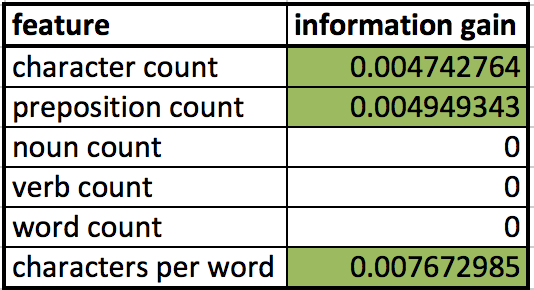 feature information gain
character count 0.004742764
preposition count 0.004949343
noun count 0
verb count 0
word count 0
characters per word 0.007672985